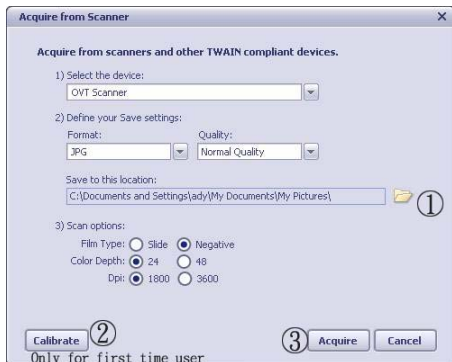 Acquire from Scanner
Acquire from scanners and other TWAIN compliant devices.
1) Select the device:
OVT Scanner
2) Define your Save settings:
Format: Quality:
JPG Normal Quality
Save to this location:
C:\Documents and Settings\ady\My Documents\My Pictures\ ①
3) Scan options:
Film Type: Slide Negative
Color Depth: 24 48
Dpi: 1800 3600
Calibrate ② ③ Acquire Cancel
Only for first time user